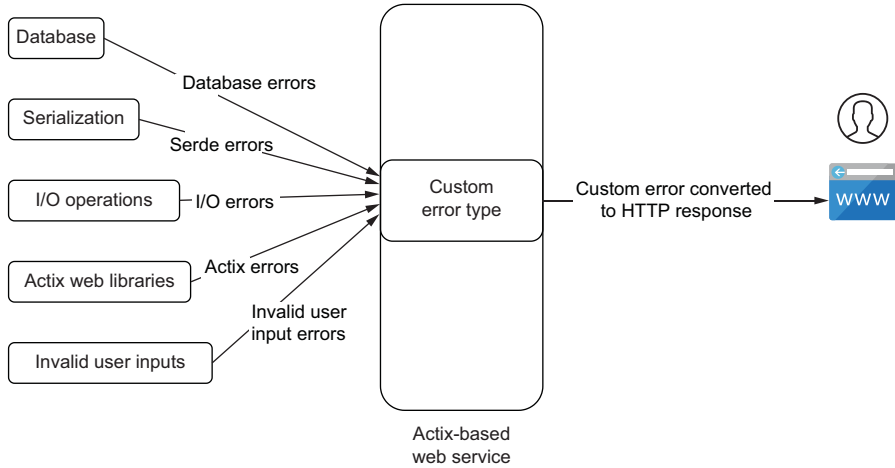 Database
Database errors
Serialization
Serde errors
I/O operations
I/O errors
Actix web libraries
Actix errors
Invalid user inputs
Invalid user
input errors
Custom
error type
Custom error converted
to HTTP response
WWW
Actix-based
web service